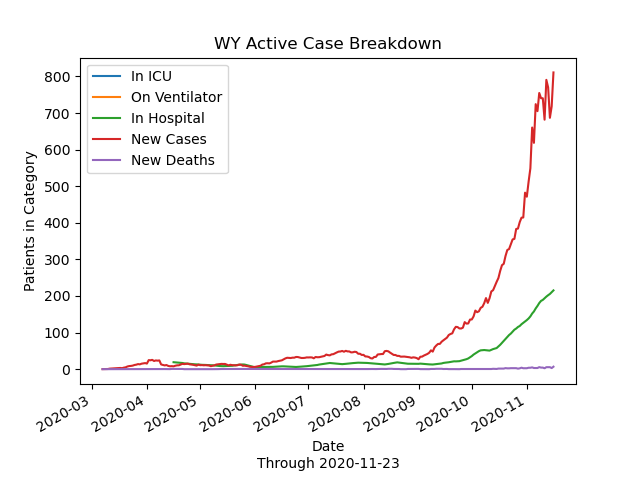 WY Active Case Breakdown
In ICU
On Ventilator
In Hospital
New Cases
New Deaths
Patients in Category
800
700
600
500
400
300
200
100
0
2020-03
2020-04
2020-05
2020-06
2020-07
2020-08
2020-09
2020-10
2020-11
Date
Through 2020-11-23